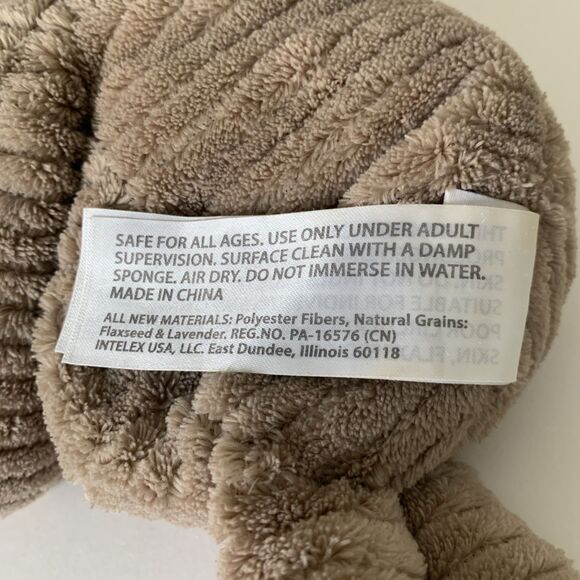 SAFE FOR ALL AGES. USE ONLY UNDER ADULT
SUPERVISION. SURFACE CLEAN WITH A DAMP
SPONGE. AIR DRY. DO NOT IMMERSE IN WATER.
MADE IN CHINA
ALL NEW MATERIALS: Polyester Fibers, Natural Grains:
Flaxseed & Lavender. REG.NO. PA-16576 (CN)
INTELEX USA, LLC. East Dundee, Illinois 60118